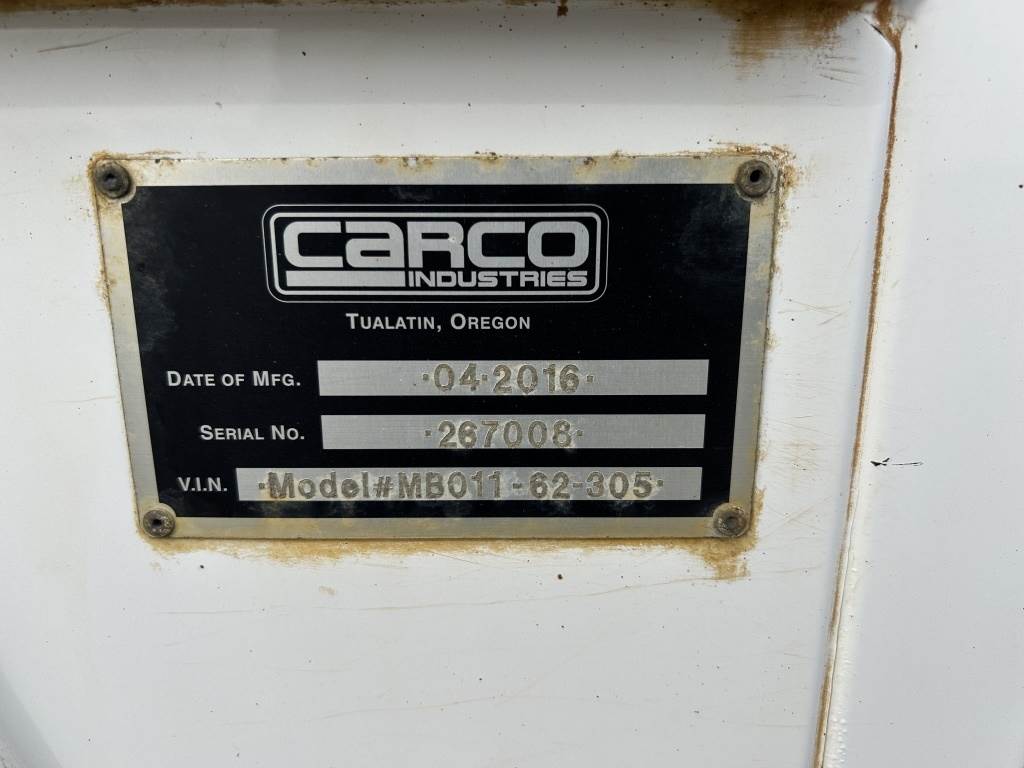 CARCO
INDUSTRIES
TUALATIN, OREGON
DATE OF MFG. ·04·2016·
SERIAL NO. ·267008·
V.I.N. ·Model#MB011-62-305·